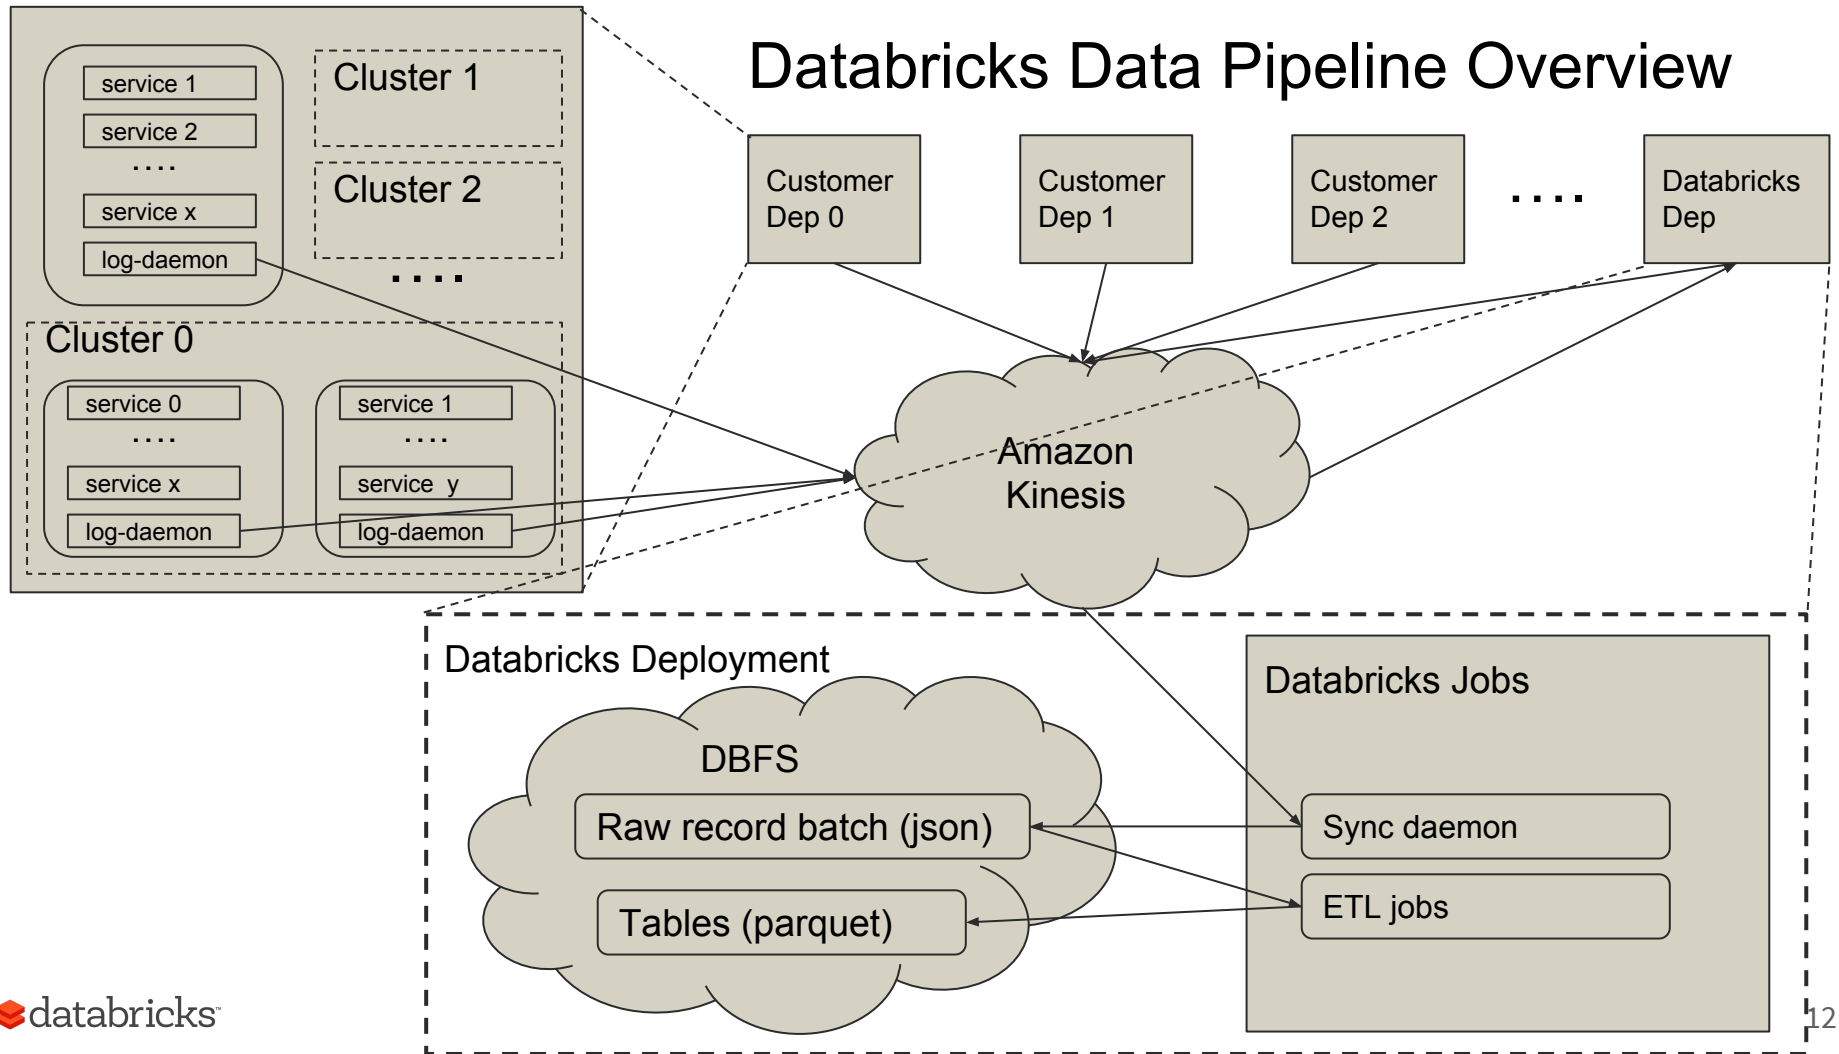 Databricks Data Pipeline Overview
service 1
service 2
....
service x
log-daemon
Cluster 1
Cluster 2
....
Cluster 0
service 0
....
service x
log-daemon
service 1
....
service y
log-daemon
Customer
Dep 0
Customer
Dep 1
Customer
Dep 2
....
Databricks
Dep
Amazon
Kinesis
Databricks Deployment
DBFS
Raw record batch (json)
Tables (parquet)
Databricks Jobs
Sync daemon
ETL jobs
databricks™
12